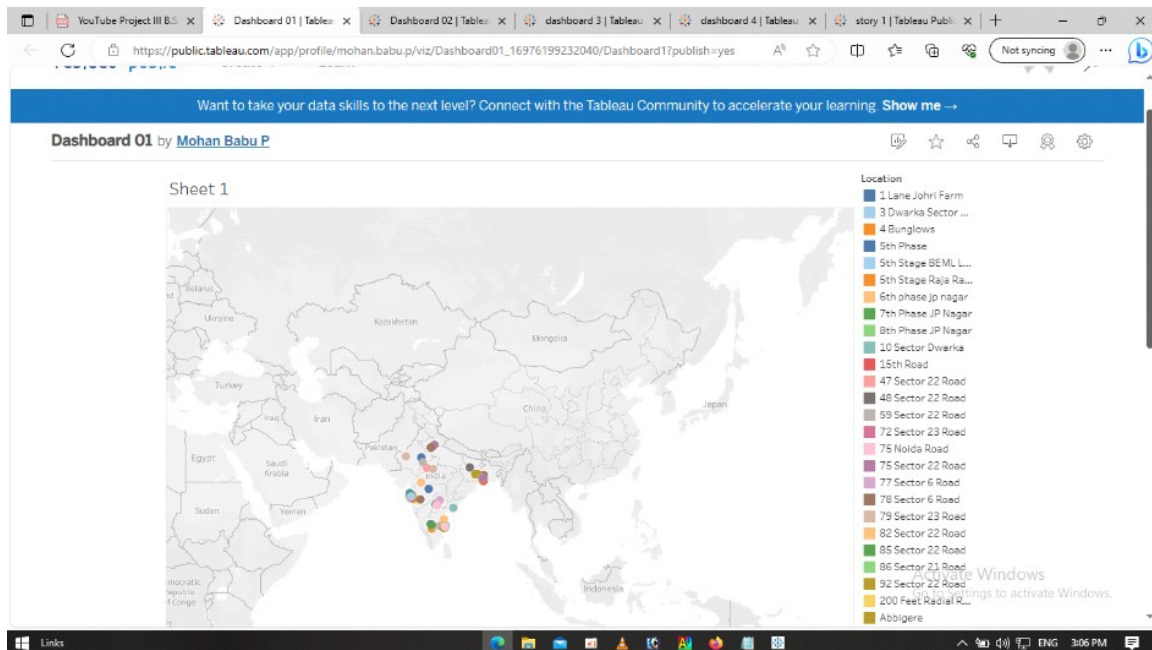 YouTube Project III B.S
Dashboard 01 | Tablea
Dashboard 02 | Tablea
dashboard 3 | Tableau
dashboard 4 | Tableau
story 1 | Tableau Public
https://public.tableau.com/app/profile/mohan.babu.p/viz/Dashboard01_16976199232040/Dashboard1?publish=yes
Not syncing
Want to take your data skills to the next level? Connect with the Tableau Community to accelerate your learning. Show me →
Dashboard 01 by Mohan Babu P
Sheet 1
Belarus
Ukraine
Kazakhstan
Mongolia
Turkey
Iraq
Iran
China
Japan
Pakistan
Egypt
Saudi
Arabia
India
Sudan
Yemen
Indonesia
of Congo
Location
1 Lane Johri Farm
3 Dwarka Sector ...
4 Bunglows
5th Phase
5th Stage BEML L...
5th Stage Raja Ra...
6th phase jp nagar
7th Phase JP Nagar
8th Phase JP Nagar
10 Sector Dwarka
15th Road
47 Sector 22 Road
48 Sector 22 Road
59 Sector 22 Road
72 Sector 23 Road
75 Noida Road
75 Sector 22 Road
77 Sector 6 Road
78 Sector 6 Road
79 Sector 23 Road
82 Sector 22 Road
85 Sector 22 Road
86 Sector 21 Road
92 Sector 22 Road
200 Feet Radial R...
Abbigere
Activate Windows
Go to Settings to activate Windows.
Links
ENG
3:06 PM